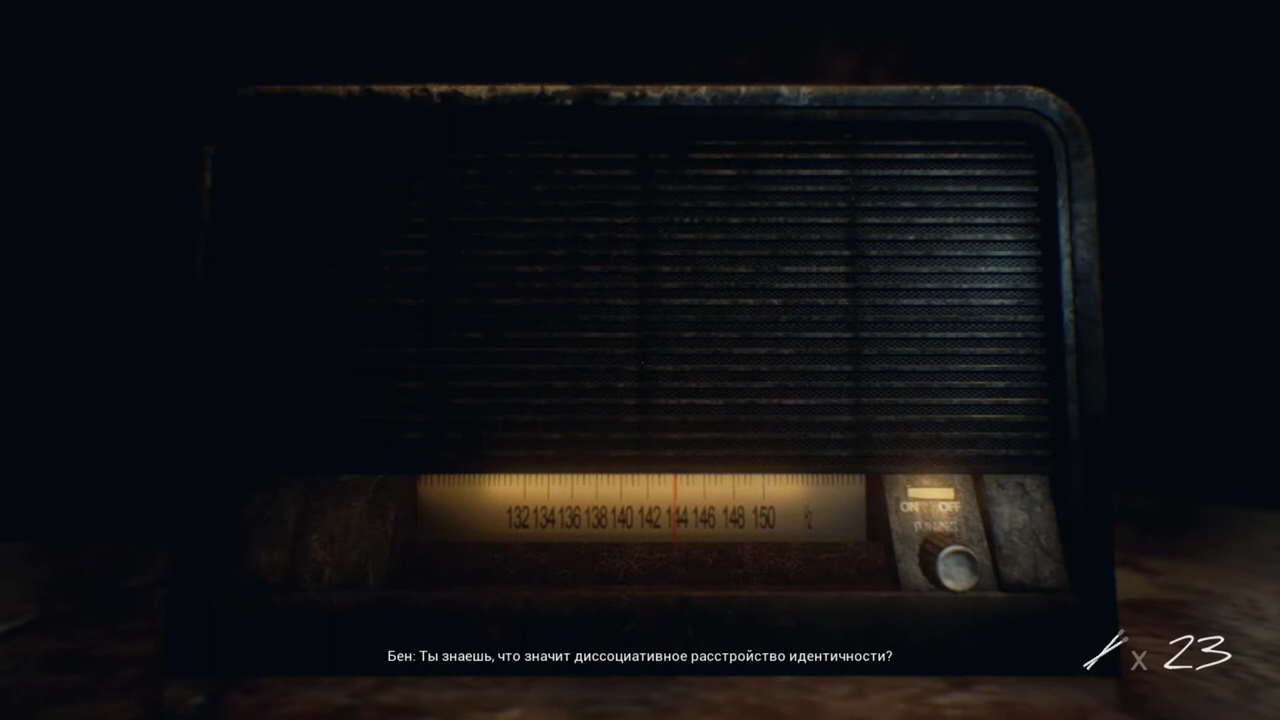 132 134 136 138 140 142 144 146 148 150
ON OFF
TUNING
Бен: Ты знаешь, что значит диссоциативное расстройство идентичности?
x 23